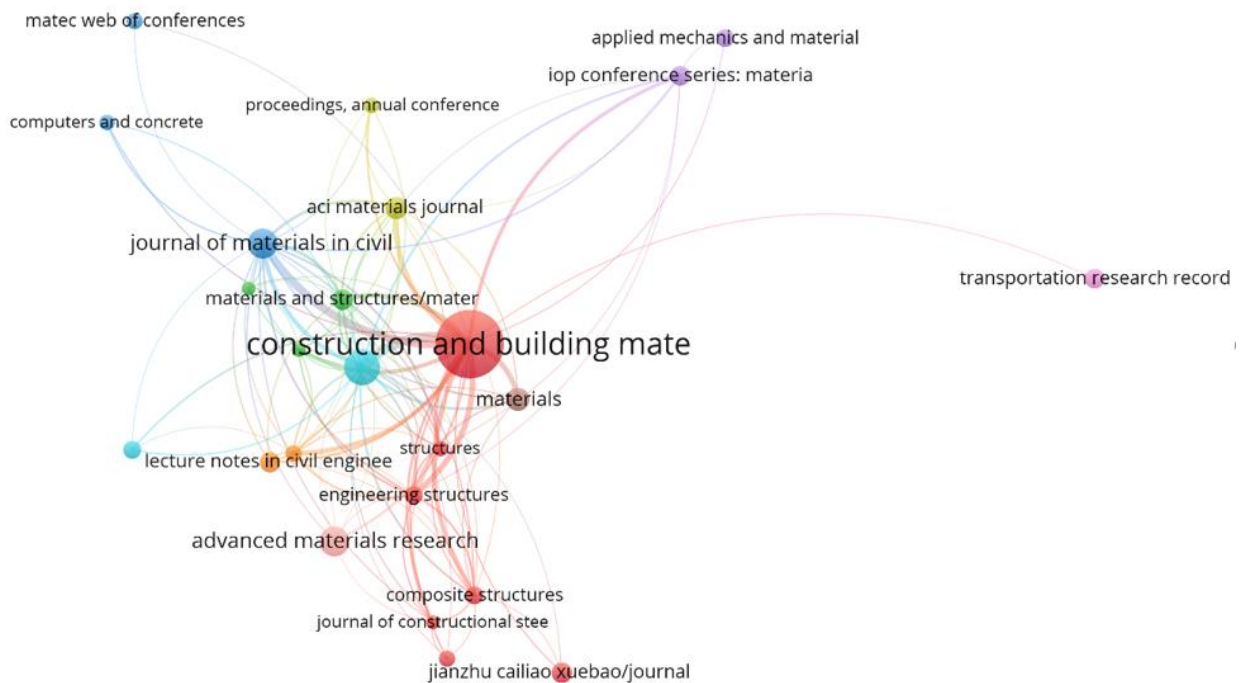 matec web of conferences
applied mechanics and material
iop conference series: materia
proceedings, annual conference
computers and concrete
aci materials journal
journal of materials in civil
transportation research record
materials and structures/mater
construction and building mate
materials
structures
lecture notes in civil enginee
engineering structures
advanced materials research
composite structures
journal of constructional stee
jianzhu cailiao xuebao/journal